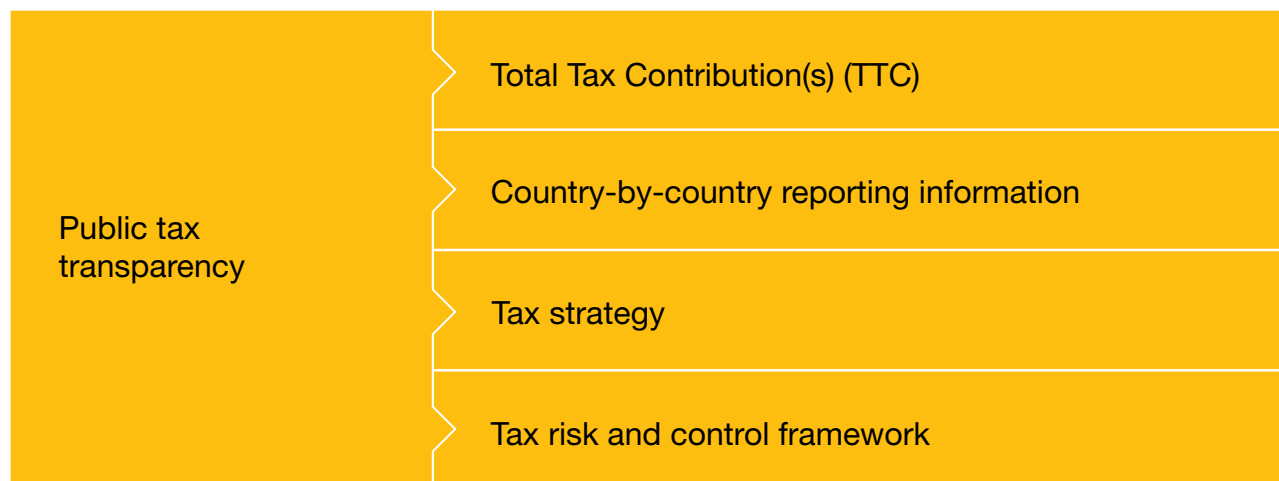 Public tax
transparency
Total Tax Contribution(s) (TTC)
Country-by-country reporting information
Tax strategy
Tax risk and control framework